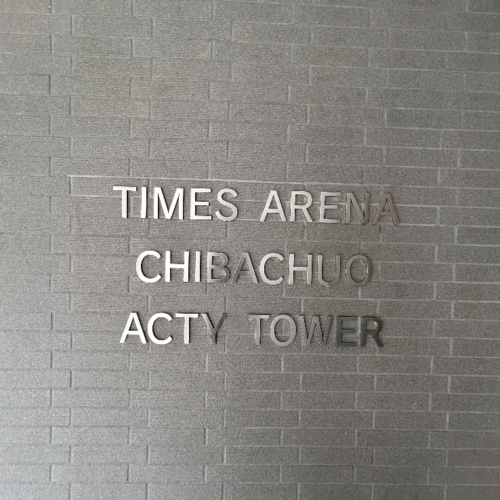 TIMES ARENA
CHIBACHUO
ACTY TOWER